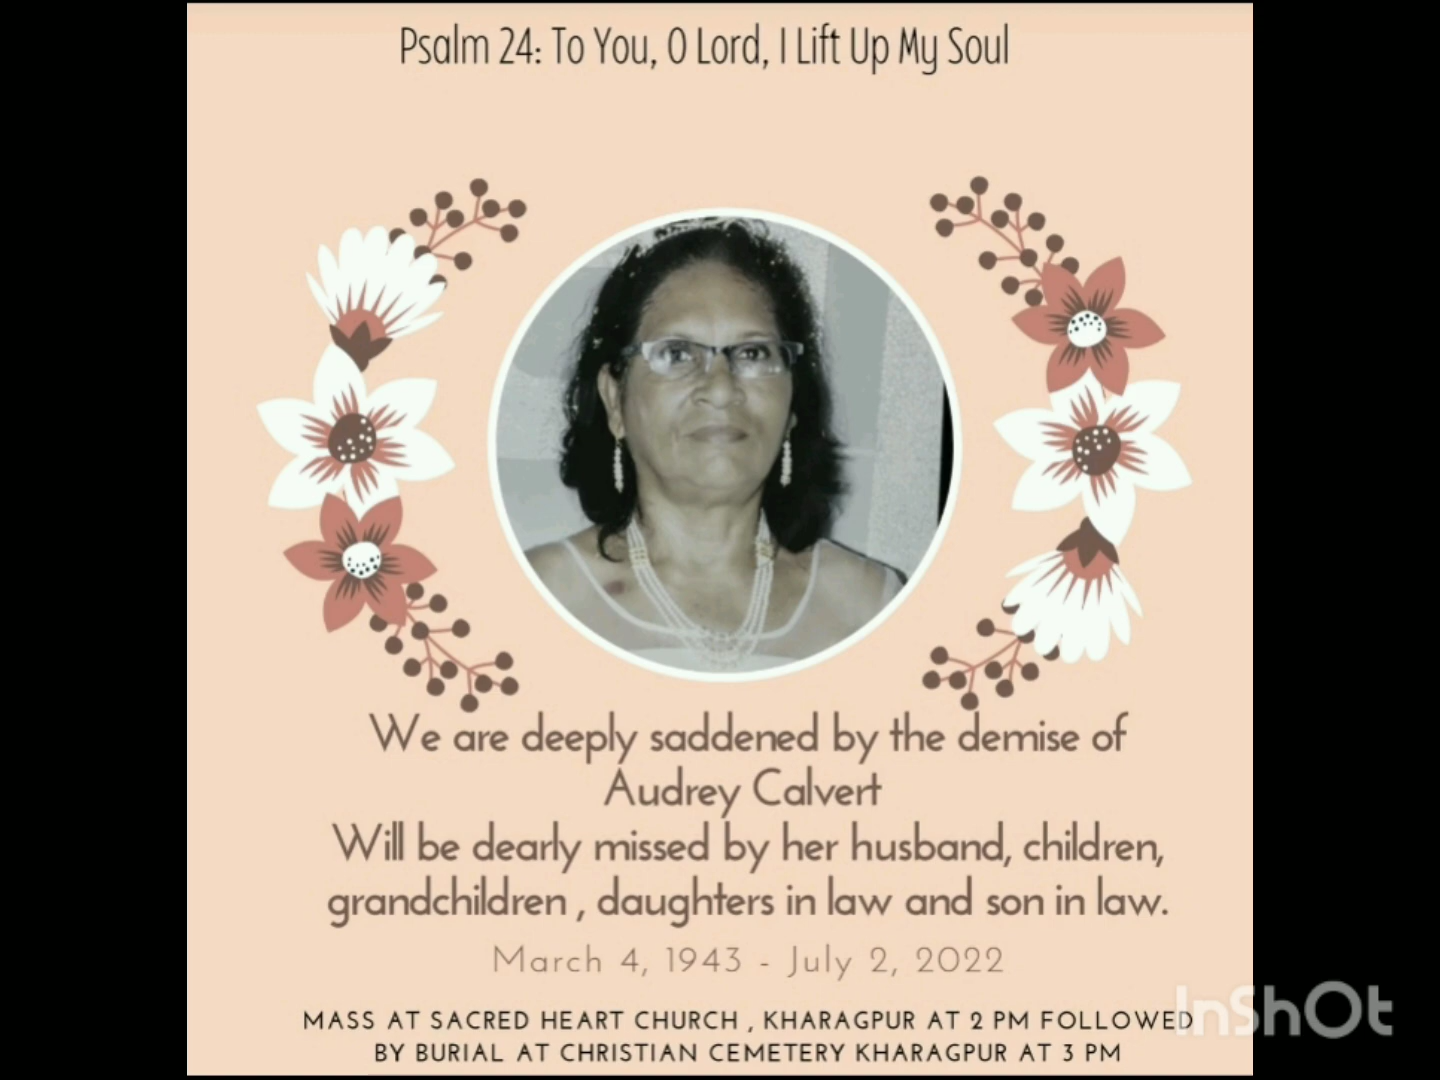 Psalm 24: To You, O Lord, I Lift Up My Soul
We are deeply saddened by the demise of
Audrey Calvert
Will be dearly missed by her husband, children,
grandchildren , daughters in law and son in law.
March 4, 1943 - July 2, 2022
MASS AT SACRED HEART CHURCH , KHARAGPUR AT 2 PM FOLLOWED
BY BURIAL AT CHRISTIAN CEMETERY KHARAGPUR AT 3 PM
InShOt